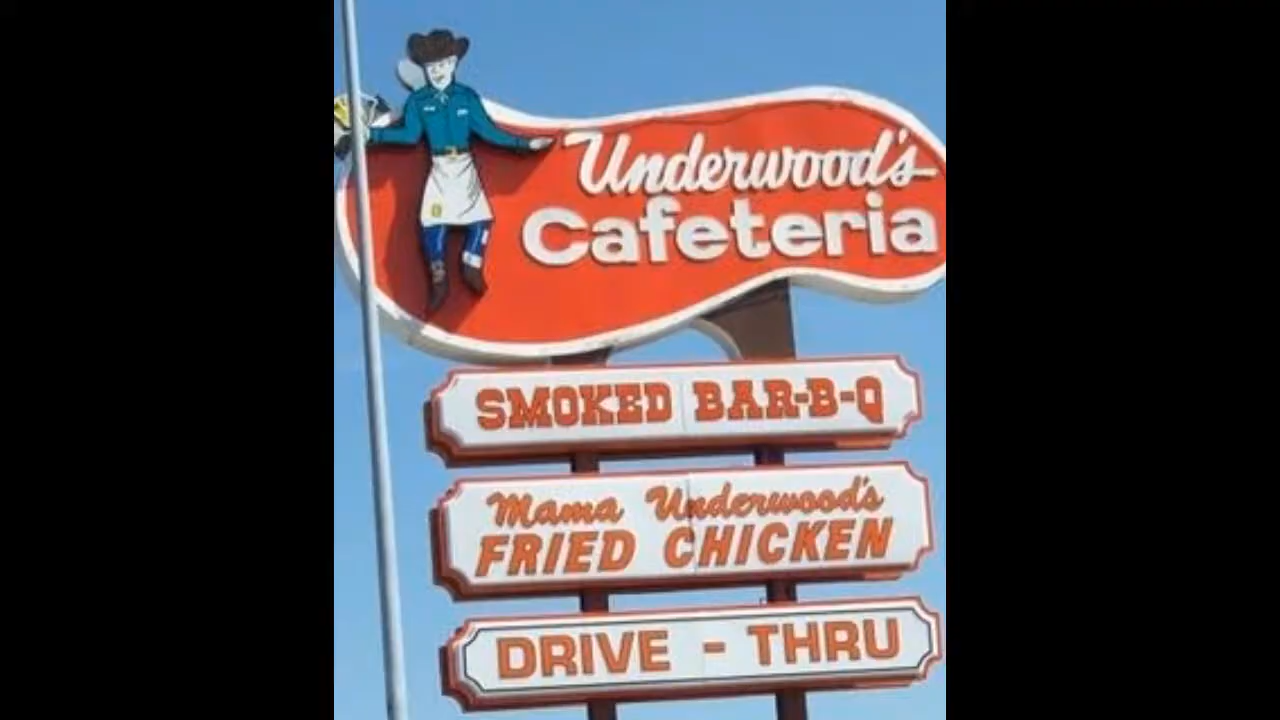 Underwood's
Cafeteria
SMOKED BAR-B-Q
Mama Underwood's
FRIED CHICKEN
DRIVE - THRU